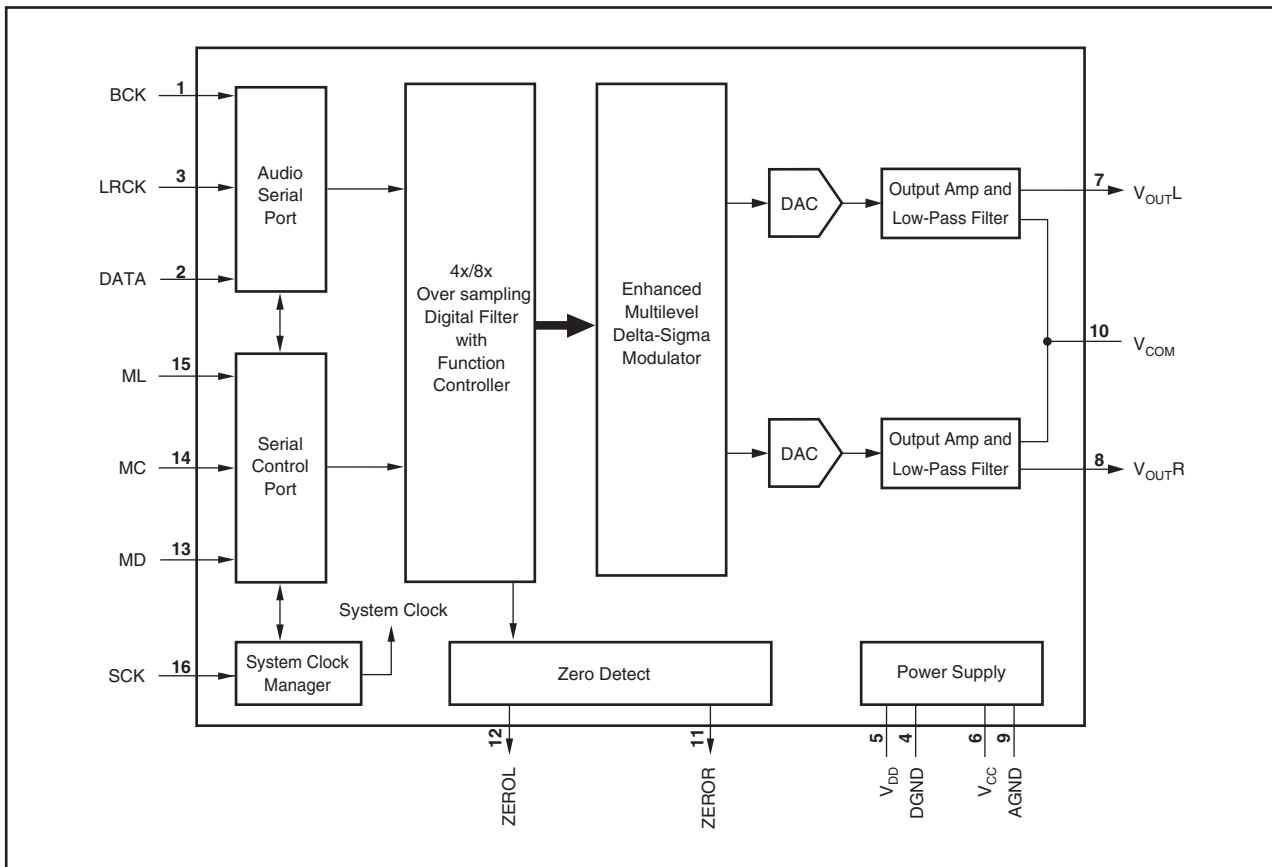 BCK 1
LRCK 3
DATA 2
ML 15
MC 14
MD 13
SCK 16
Audio
Serial
Port
Serial
Control
Port
System Clock
Manager
System Clock
4x/8x
Over sampling
Digital Filter
with
Function
Controller
Enhanced
Multilevel
Delta-Sigma
Modulator
DAC
Output Amp and
Low-Pass Filter
7 VOUTL
10 VCOM
DAC
Output Amp and
Low-Pass Filter
8 VOUTR
Zero Detect
12 ZEROL
11 ZEROR
Power Supply
5 VDD
4 DGND
6 VCC
9 AGND